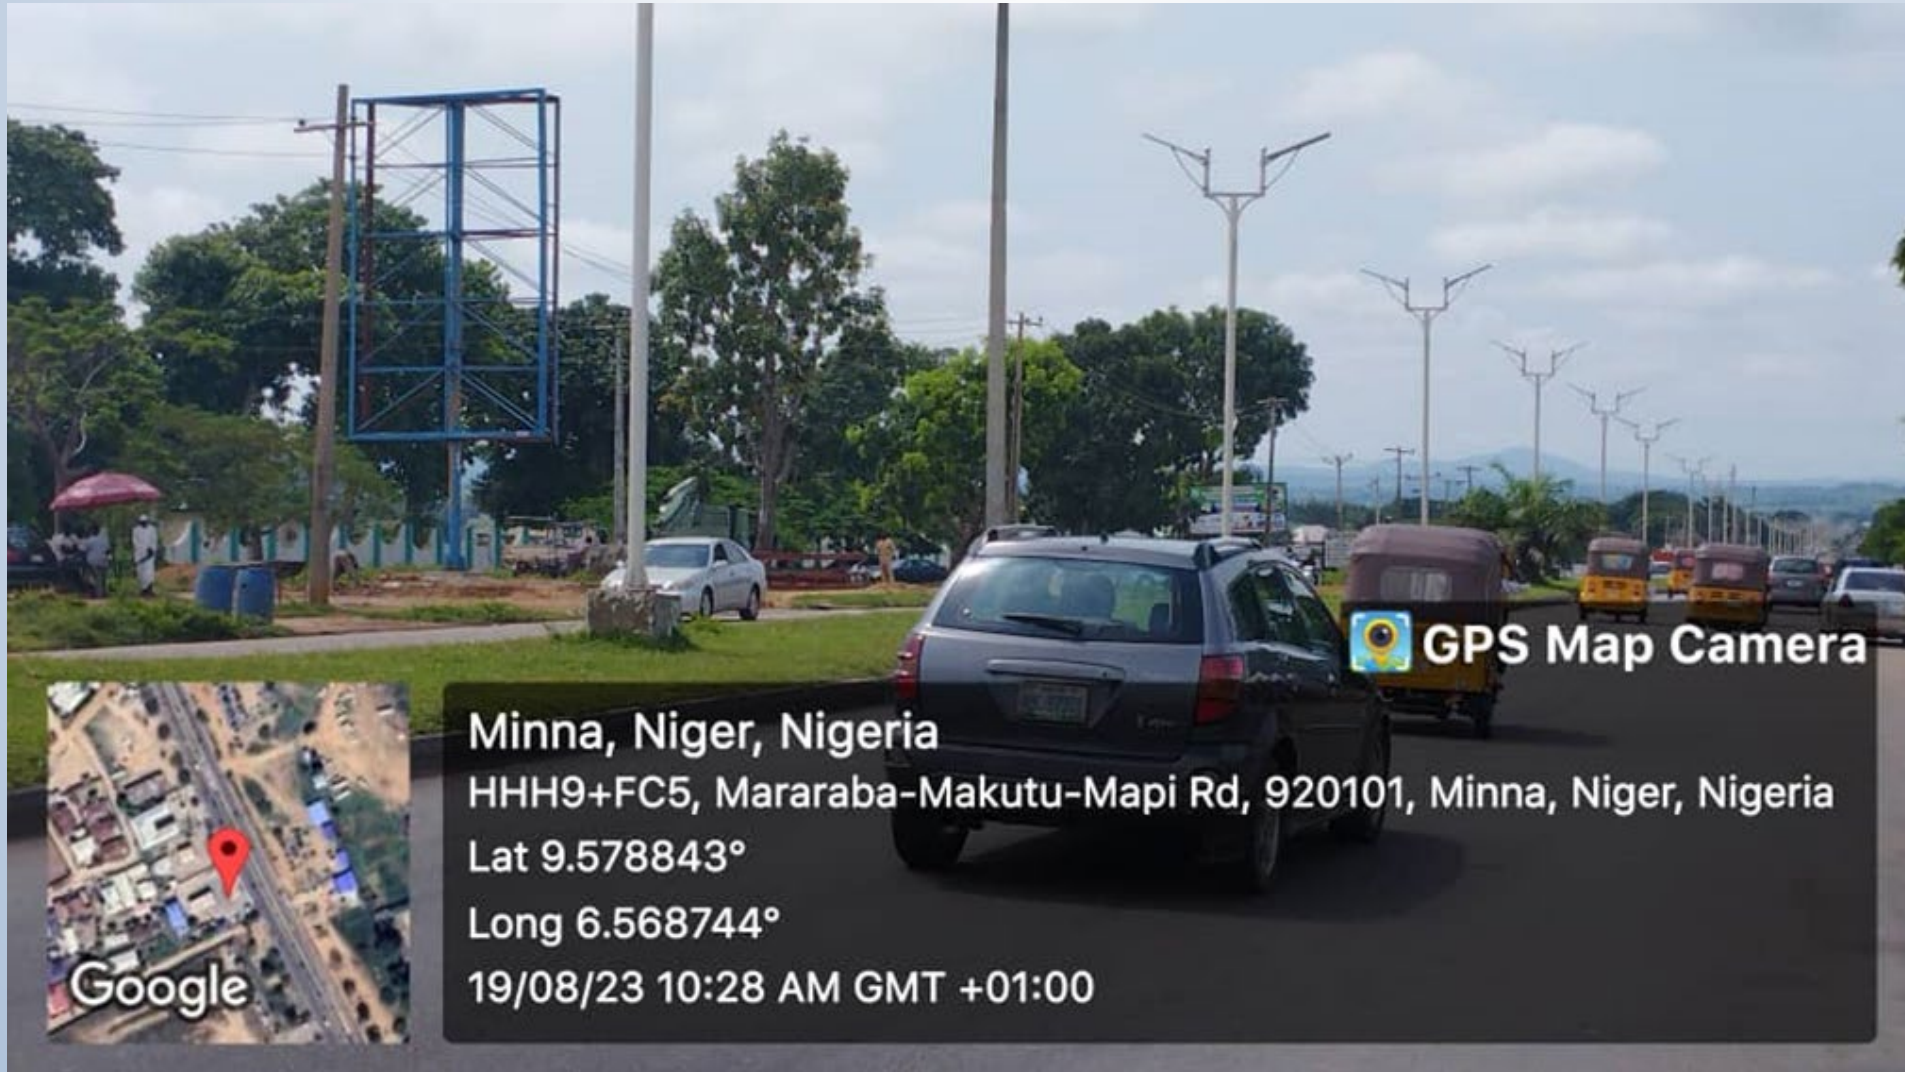 GPS Map Camera
Minna, Niger, Nigeria
HHH9+FC5, Mararaba-Makutu-Mapi Rd, 920101, Minna, Niger, Nigeria
Lat 9.578843°
Long 6.568744°
19/08/23 10:28 AM GMT +01:00
Google